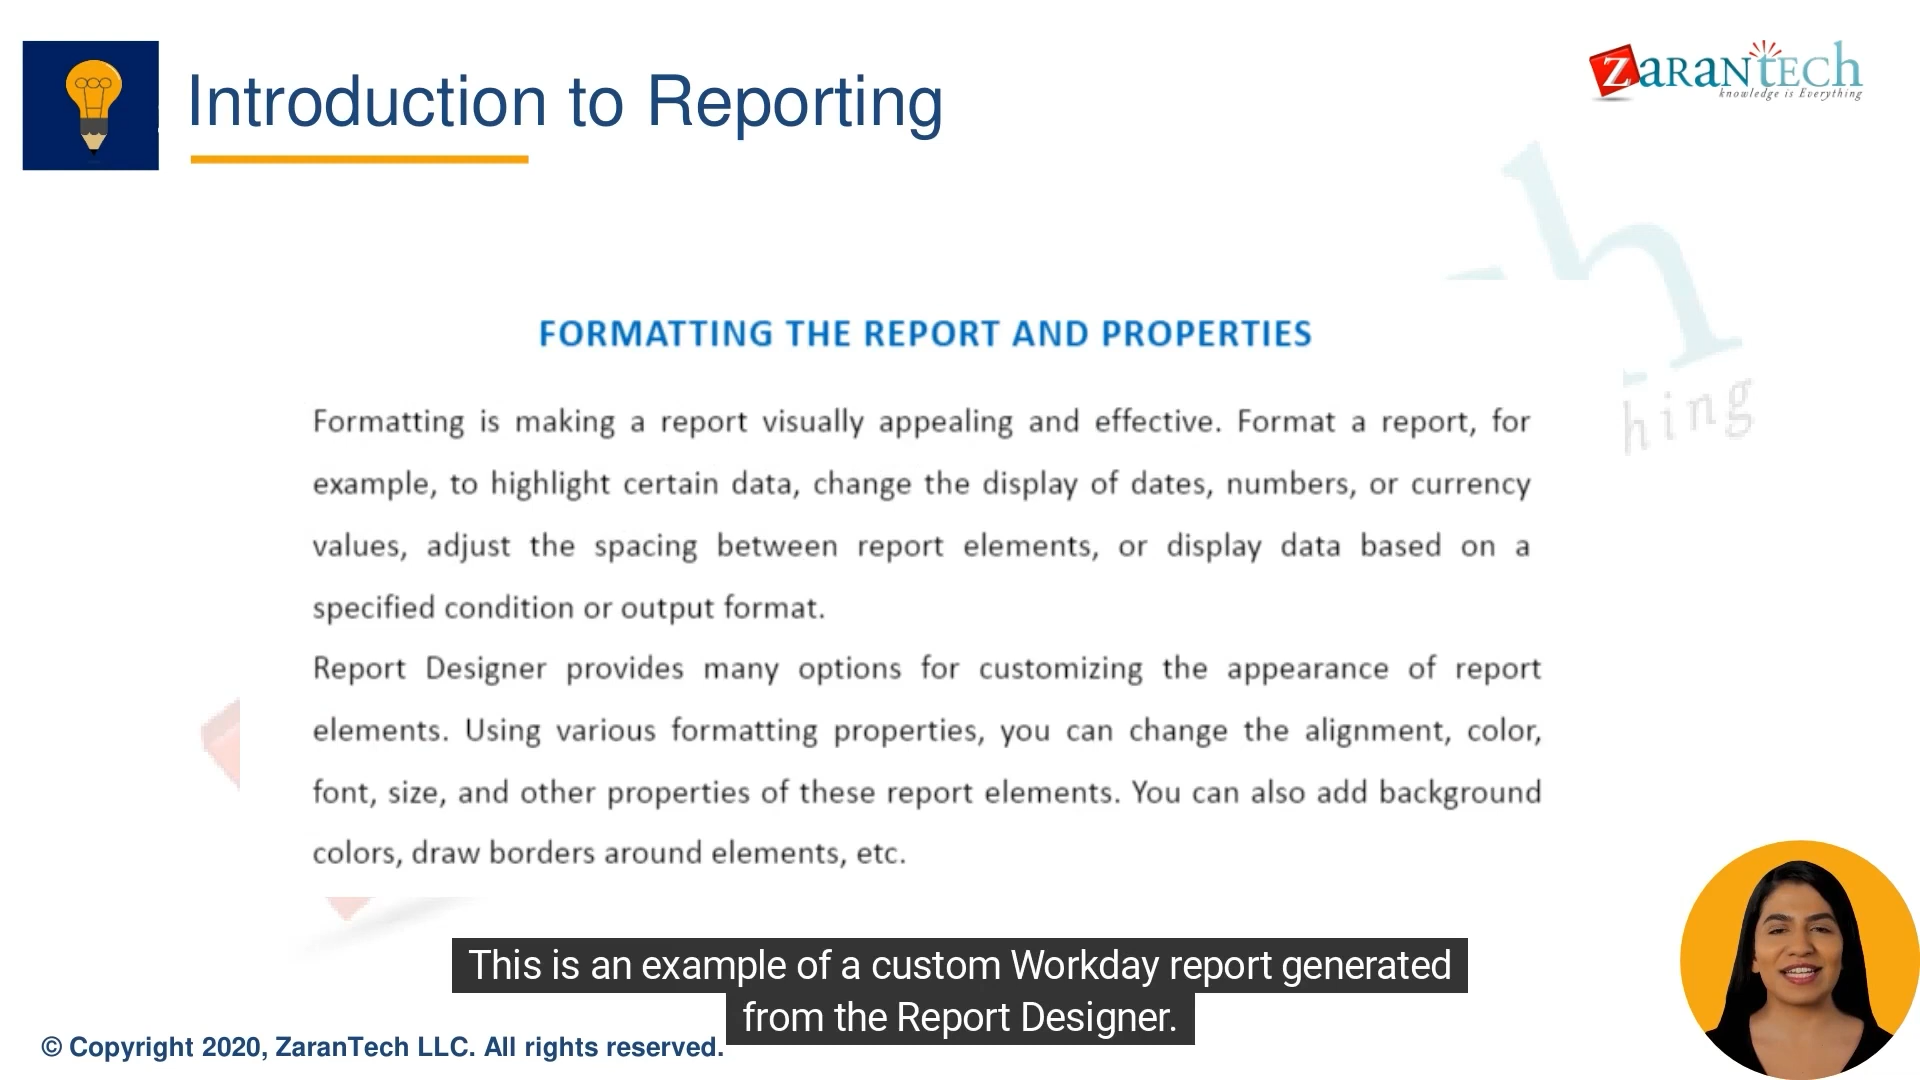 Introduction to Reporting
ZARANTECH
knowledge is Everything
h
hing
FORMATTING THE REPORT AND PROPERTIES
Formatting is making a report visually appealing and effective. Format a report, for
example, to highlight certain data, change the display of dates, numbers, or currency
values, adjust the spacing between report elements, or display data based on a
specified condition or output format.
Report Designer provides many options for customizing the appearance of report
elements. Using various formatting properties, you can change the alignment, color,
font, size, and other properties of these report elements. You can also add background
colors, draw borders around elements, etc.
This is an example of a custom Workday report generated
from the Report Designer.
© Copyright 2020, ZaranTech LLC. All rights reserved.